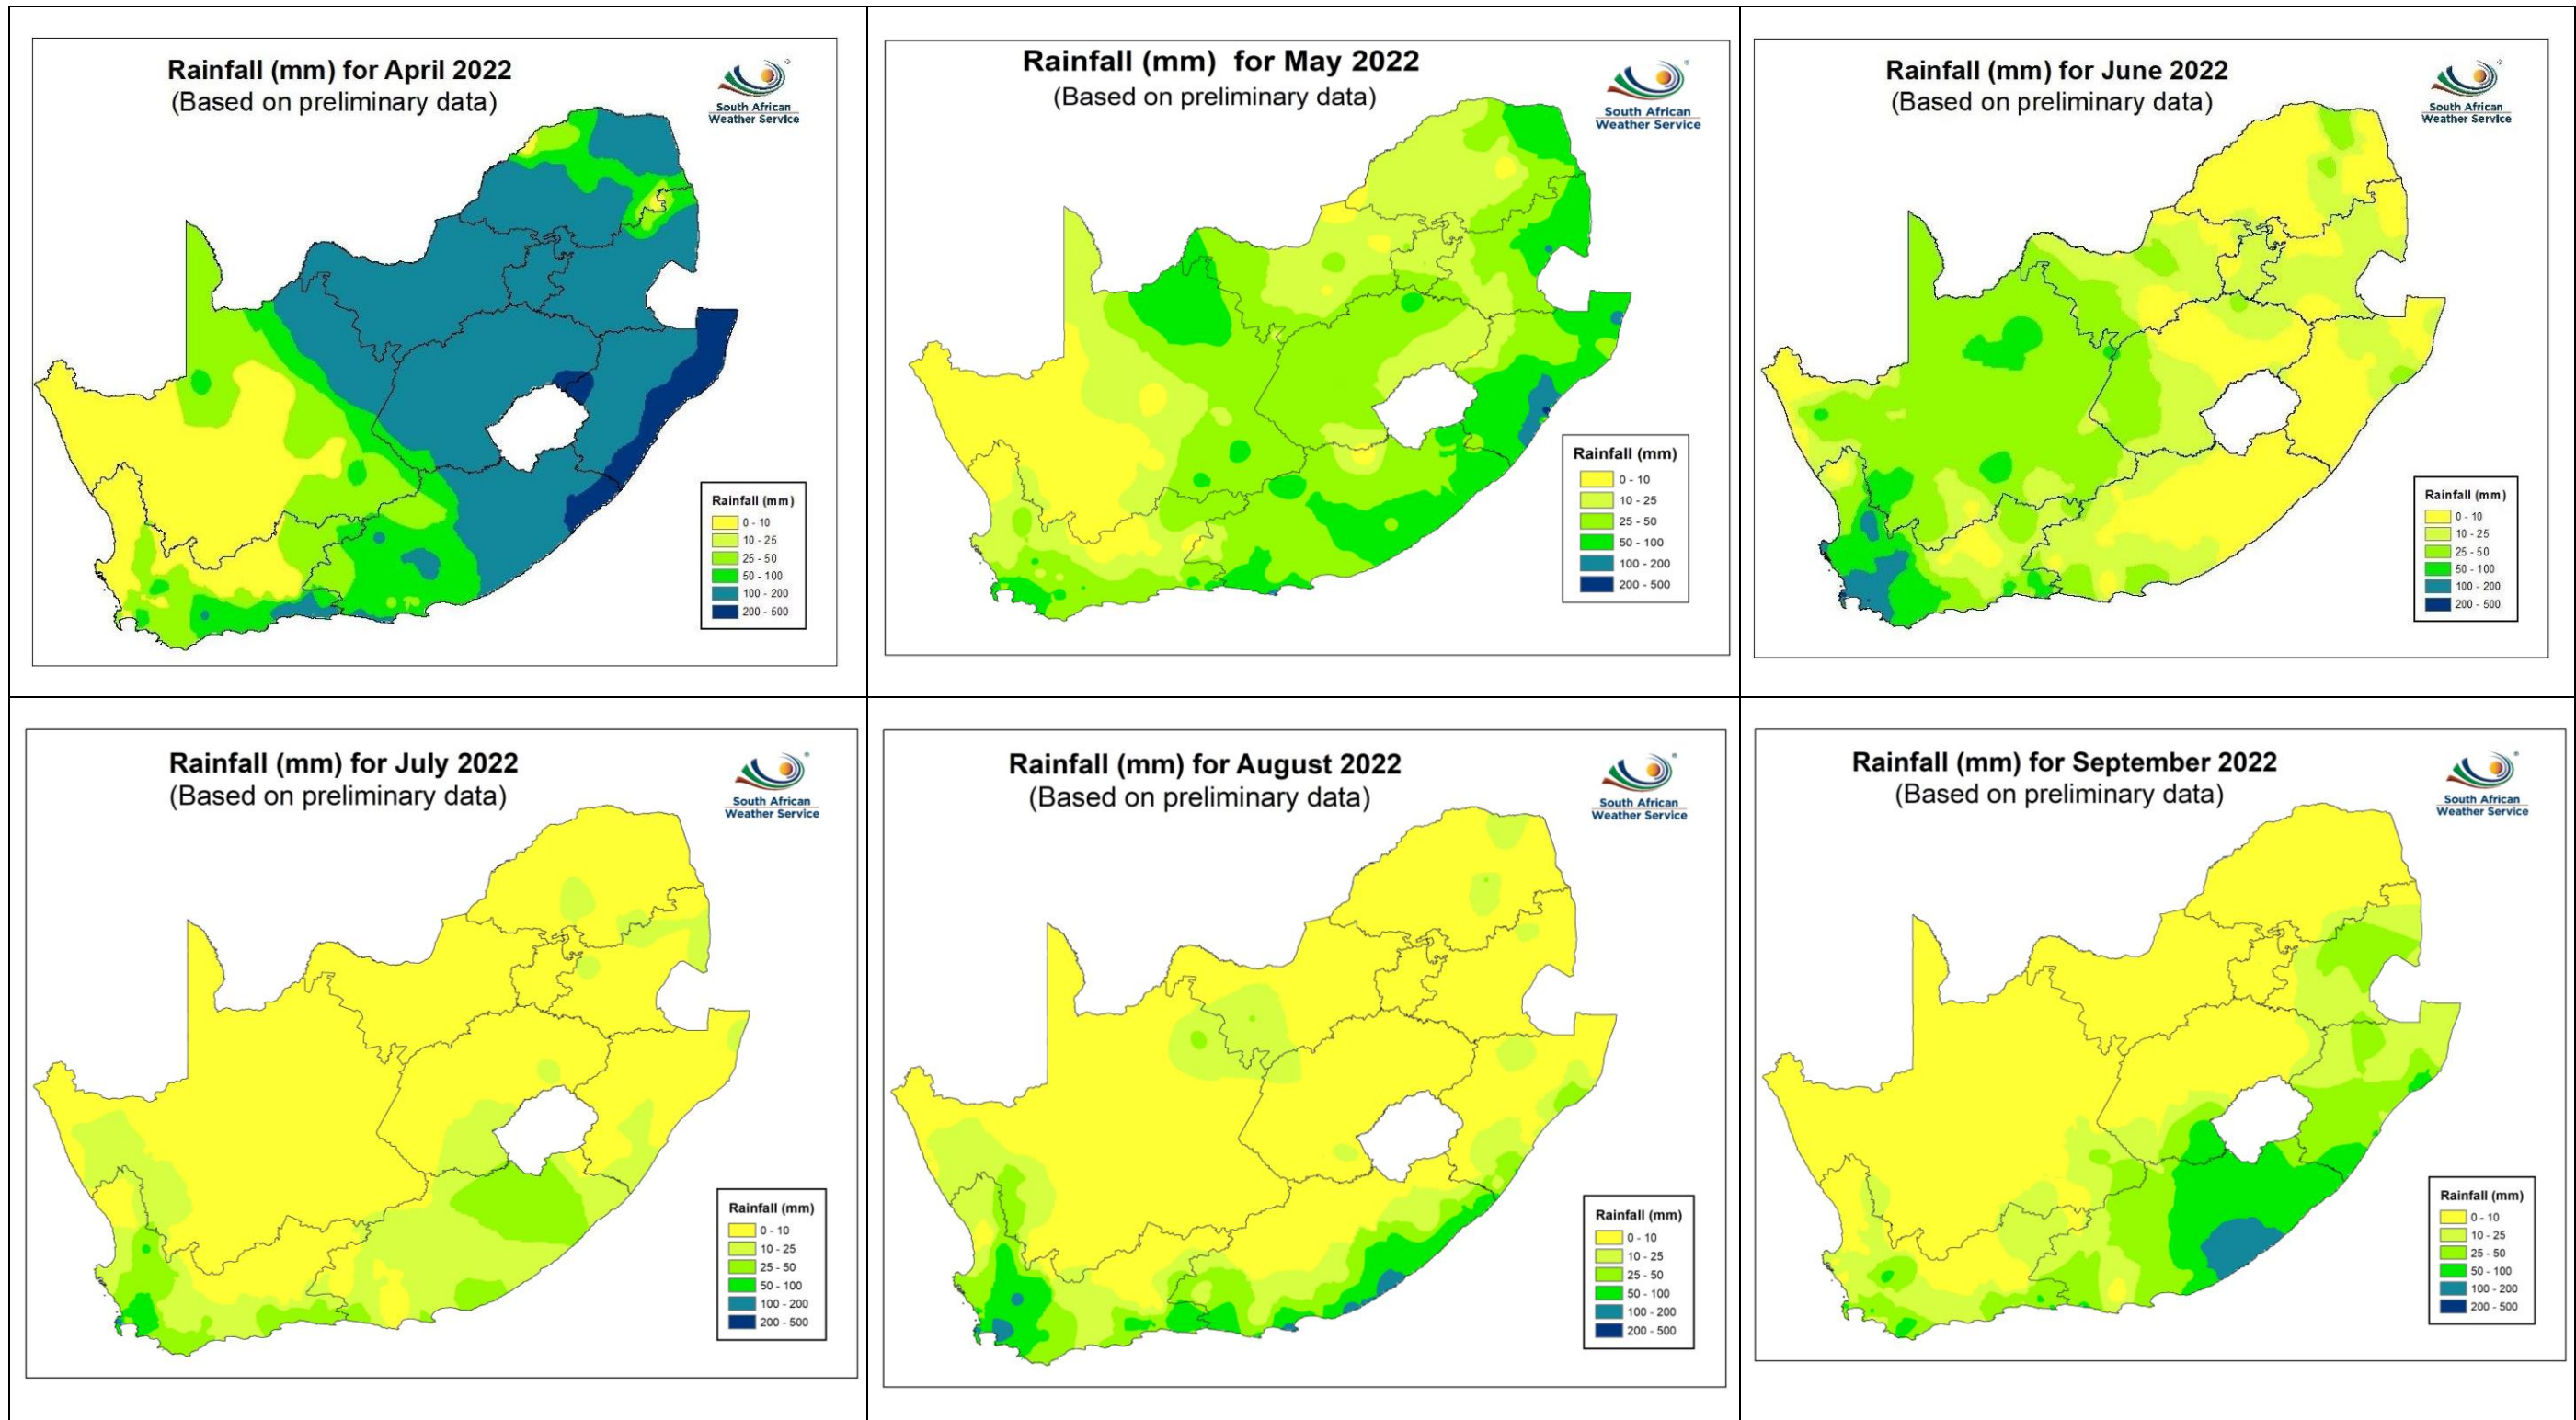 Rainfall (mm) for April 2022
(Based on preliminary data)
South African
Weather Service
Rainfall (mm)
0 - 10
10 - 25
25 - 50
50 - 100
100 - 200
200 - 500
Rainfall (mm) for May 2022
(Based on preliminary data)
South African
Weather Service
Rainfall (mm)
0 - 10
10 - 25
25 - 50
50 - 100
100 - 200
200 - 500
Rainfall (mm) for June 2022
(Based on preliminary data)
South African
Weather Service
Rainfall (mm)
0 - 10
10 - 25
25 - 50
50 - 100
100 - 200
200 - 500
Rainfall (mm) for July 2022
(Based on preliminary data)
South African
Weather Service
Rainfall (mm)
0 - 10
10 - 25
25 - 50
50 - 100
100 - 200
200 - 500
Rainfall (mm) for August 2022
(Based on preliminary data)
South African
Weather Service
Rainfall (mm)
0 - 10
10 - 25
25 - 50
50 - 100
100 - 200
200 - 500
Rainfall (mm) for September 2022
(Based on preliminary data)
South African
Weather Service
Rainfall (mm)
0 - 10
10 - 25
25 - 50
50 - 100
100 - 200
200 - 500